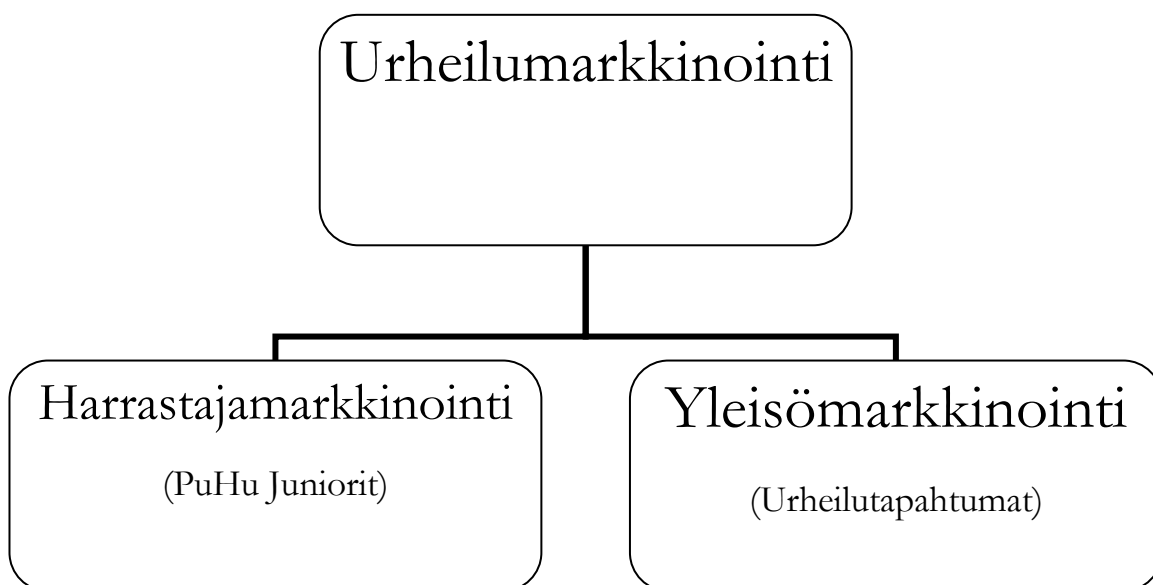 Urheilumarkkinointi
Harrastajamarkkinointi
(PuHu Juniorit)
Yleisömarkkinointi
(Urheilutapahtumat)